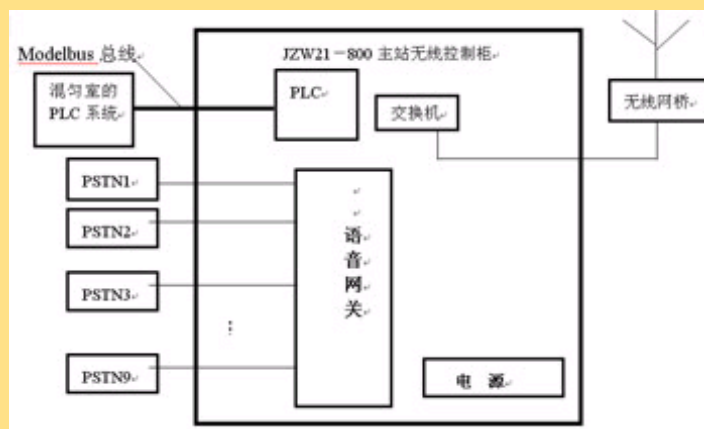 Modelbus 总线
JZW21－800 主站无线控制柜
混匀室的
PLC 系统
PLC
交换机
无线网桥
PSTN1
PSTN2
PSTN3
PSTN9
语
音
网
关
电 源